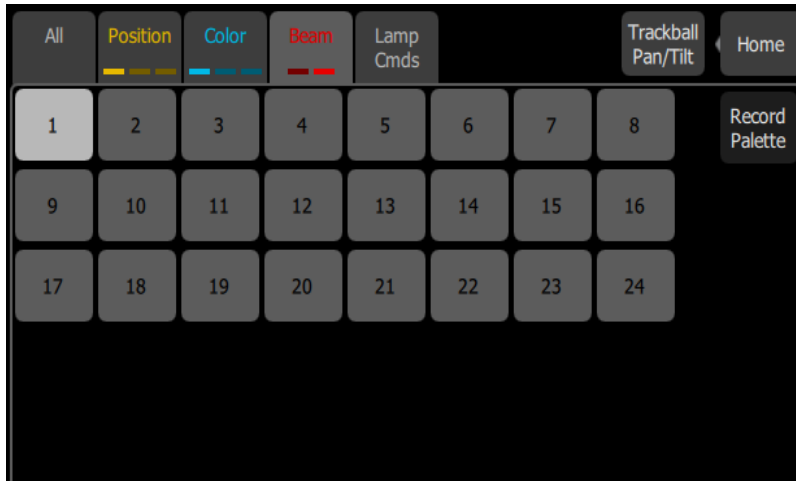 All
Position
Color
Beam
Lamp
Cmds
Trackball
Pan/Tilt
Home
1
2
3
4
5
6
7
8
Record
Palette
9
10
11
12
13
14
15
16
17
18
19
20
21
22
23
24